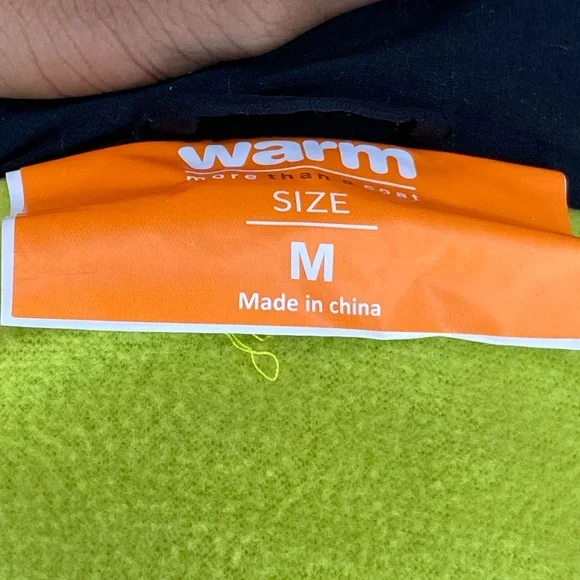 warm
more than a coat
SIZE
M
Made in china